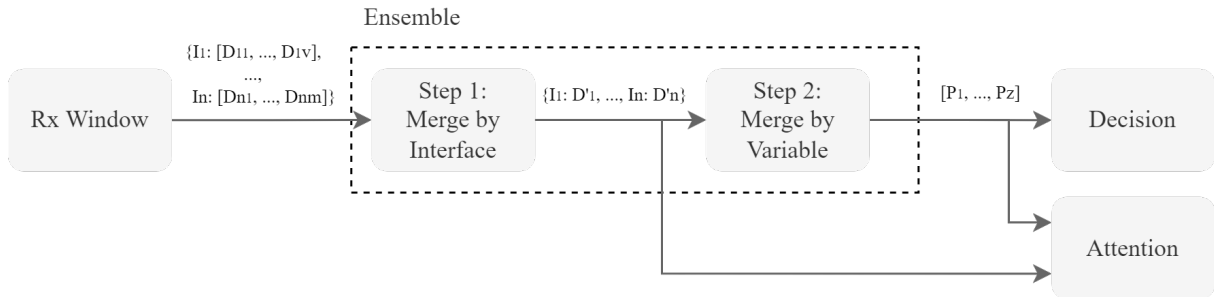 Ensemble
{I1: [D11, ..., D1v],
...,
In: [Dn1, ..., Dnm]}
Rx Window
Step 1:
Merge by
Interface
{I1: D'1, ..., In: D'n}
Step 2:
Merge by
Variable
[P1, ..., Pz]
Decision
Attention